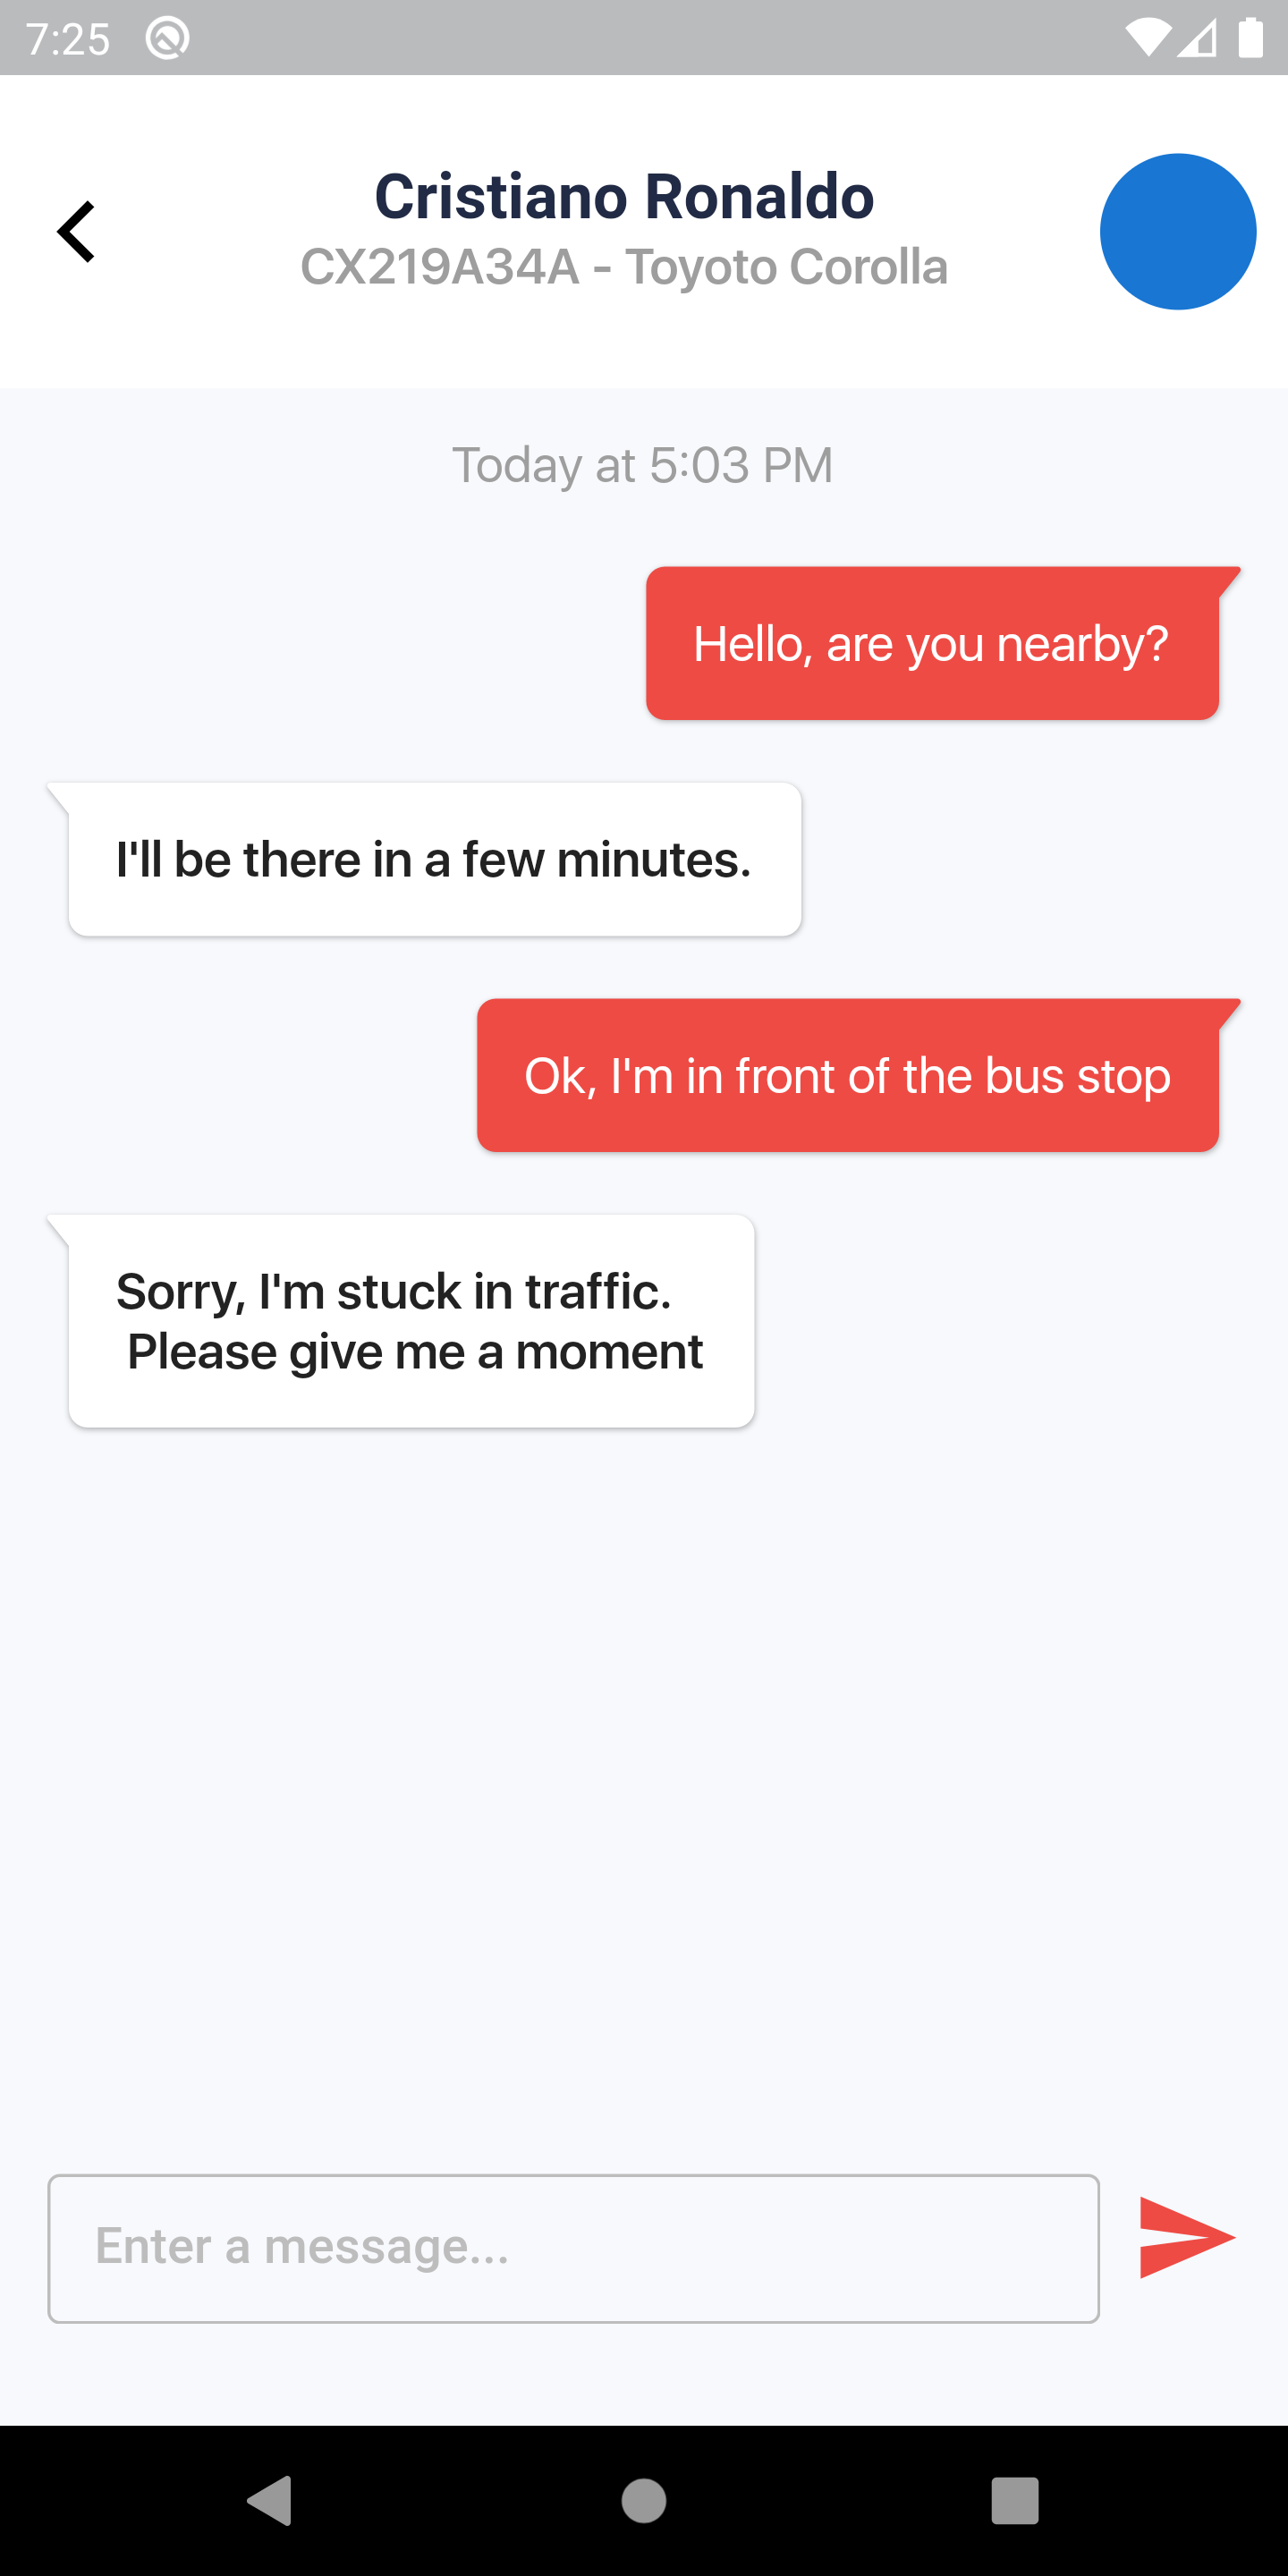 7:25
Cristiano Ronaldo
CX219A34A - Toyoto Corolla
Today at 5:03 PM
Hello, are you nearby?
I'll be there in a few minutes.
Ok, I'm in front of the bus stop
Sorry, I'm stuck in traffic.
Please give me a moment
Enter a message...